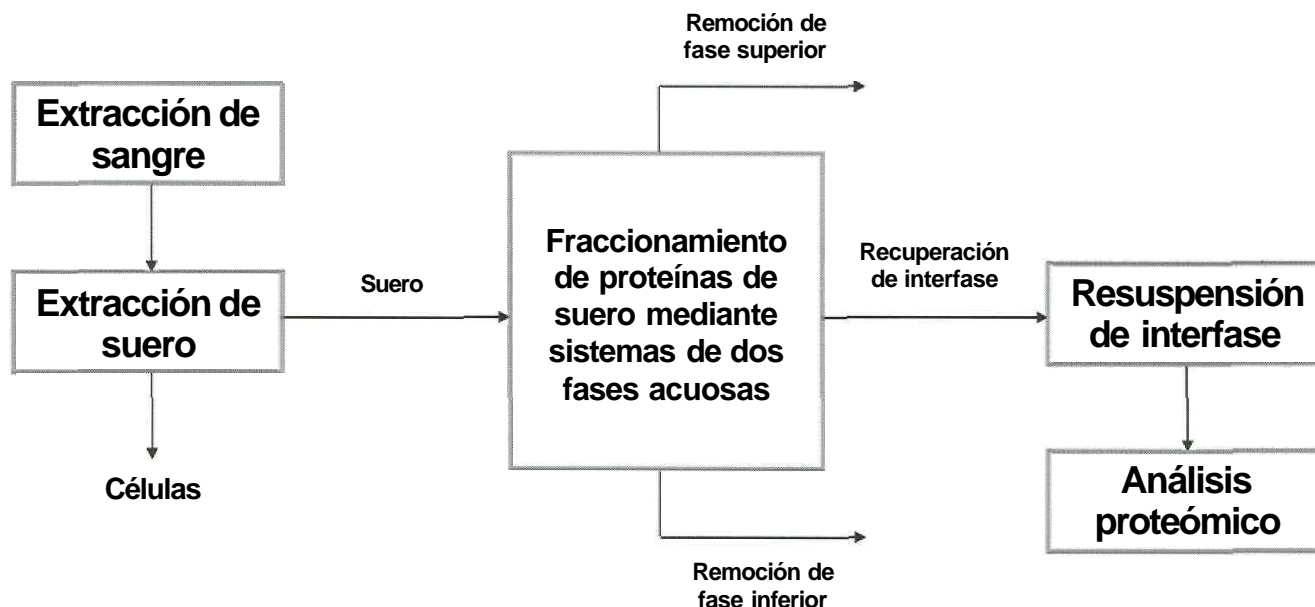 Remoción de
fase superior
Extracción de
sangre
Extracción de
suero
Suero
Células
Fraccionamiento
de proteínas de
suero mediante
sistemas de dos
fases acuosas
Recuperación
de interfase
Resuspensión
de interfase
Análisis
proteómico
Remoción de
fase inferior